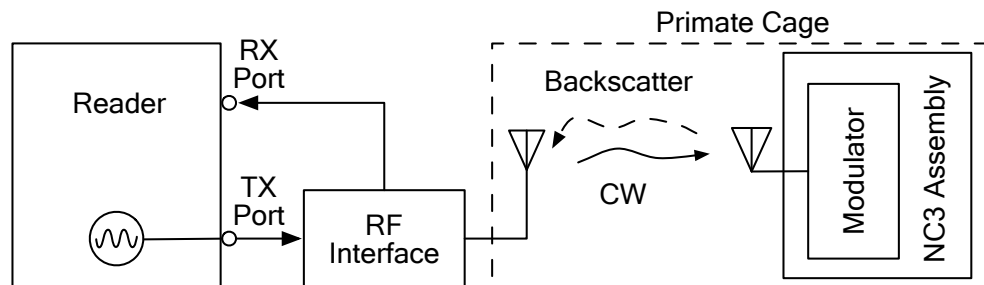 Primate Cage
RX
Port
Reader
Backscatter
TX
Port
CW
RF
Interface
Modulator
NC3 Assembly